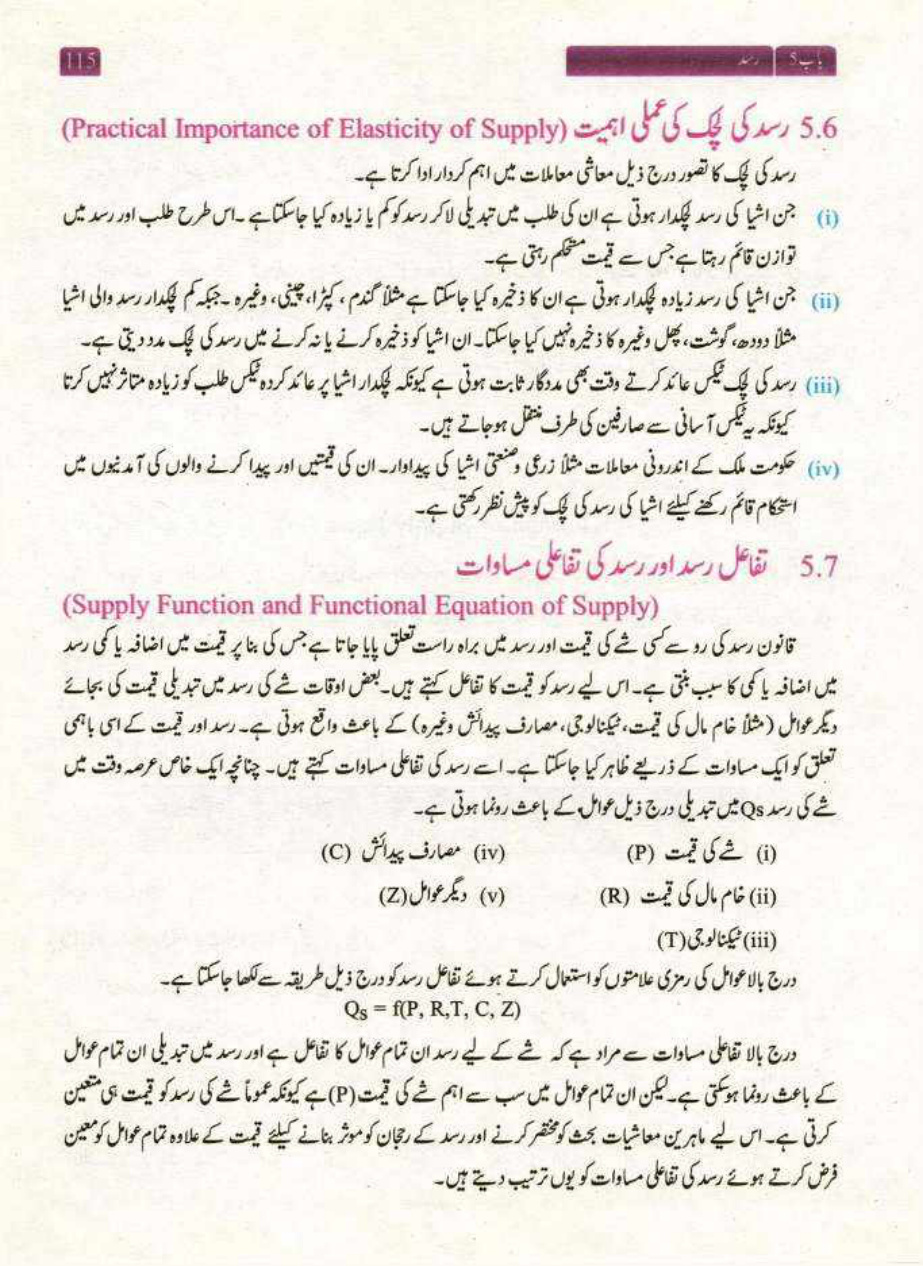 باب 5 رسد
115
5.6 رسد کی لچک کی عملی اہمیت (Practical Importance of Elasticity of Supply)
رسد کی لچک کا تصور درج ذیل معاشی معاملات میں اہم کردار ادا کرتا ہے۔
(i) جن اشیا کی رسد لچکدار ہوتی ہے ان کی طلب میں تبدیلی لا کر رسد کو کم یا زیادہ کیا جاسکتا ہے ۔اس طرح طلب اور رسد میں
توازن قائم رہتا ہے جس سے قیمت مستحکم رہتی ہے۔
(ii) جن اشیا کی رسد زیادہ لچکدار ہوتی ہے ان کا ذخیرہ کیا جاسکتا ہے مثلاً گندم ، کپڑا، چینی، وغیرہ ۔جبکہ کم لچکدار رسد والی اشیا
مثلاً دودھ، گوشت، پھل وغیرہ کا ذخیرہ نہیں کیا جاسکتا۔ ان اشیا کو ذخیرہ کرنے یا نہ کرنے میں رسد کی لچک مدد دیتی ہے۔
(iii) رسد کی لچک ٹیکس عائد کرتے وقت بھی مددگار ثابت ہوتی ہے کیونکہ لچکدار اشیا پر عائد کردہ ٹیکس طلب کو زیادہ متاثر نہیں کرتا
کیونکہ یہ ٹیکس آسانی سے صارفین کی طرف منتقل ہوجاتے ہیں۔
(iv) حکومت ملک کے اندرونی معاملات مثلاً زرعی و صنعتی اشیا کی پیداوار۔ ان کی قیمتیں اور پیدا کرنے والوں کی آمدنیوں میں
استحکام قائم رکھنے کیلئے اشیا کی رسد کی لچک کو پیش نظر رکھتی ہے۔
5.7 تفاعل رسد اور رسد کی تفاعلی مساوات
(Supply Function and Functional Equation of Supply)
قانون رسد کی رو سے کسی شے کی قیمت اور رسد میں براہ راست تعلق پایا جاتا ہے جس کی بنا پر قیمت میں اضافہ یا کمی رسد
میں اضافہ یا کمی کا سبب بنتی ہے۔ اس لیے رسد کو قیمت کا تفاعل کہتے ہیں۔ بعض اوقات شے کی رسد میں تبدیلی قیمت کی بجائے
دیگر عوامل (مثلاً خام مال کی قیمت، ٹیکنالوجی، مصارف پیدائش وغیرہ) کے باعث واقع ہوتی ہے۔ رسد اور قیمت کے اسی باہمی
تعلق کو ایک مساوات کے ذریعے ظاہر کیا جاسکتا ہے۔ اسے رسد کی تفاعلی مساوات کہتے ہیں۔ چنانچہ ایک خاص عرصہ وقت میں
شے کی رسد Qs میں تبدیلی درج ذیل عوامل کے باعث رونما ہوتی ہے۔
(i) شے کی قیمت (P) (iv) مصارف پیدائش (C)
(ii) خام مال کی قیمت (R) (v) دیگر عوامل (Z)
(iii) ٹیکنالوجی (T)
درج بالا عوامل کی رمزی علامتوں کو استعمال کرتے ہوئے تفاعل رسد کو درج ذیل طریقہ سے لکھا جاسکتا ہے۔
Qs = f(P, R,T, C, Z)
درج بالا تفاعلی مساوات سے مراد ہے کہ شے کے لیے رسد ان تمام عوامل کا تفاعل ہے اور رسد میں تبدیلی ان تمام عوامل
کے باعث رونما ہوسکتی ہے۔ لیکن ان تمام عوامل میں سب سے اہم شے کی قیمت (P) ہے کیونکہ عموماً شے کی رسد کو قیمت ہی متعین
کرتی ہے۔ اس لیے ماہرین معاشیات بحث کو مختصر کرنے اور رسد کے رجحان کو موثر بنانے کیلئے قیمت کے علاوہ تمام عوامل کو معین
فرض کرتے ہوئے رسد کی تفاعلی مساوات کو یوں ترتیب دیتے ہیں۔